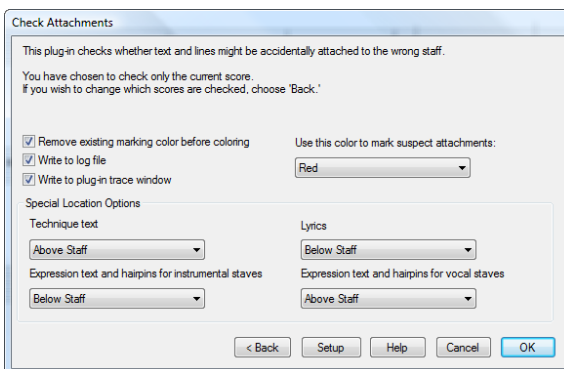 Check Attachments
This plug-in checks whether text and lines might be accidentally attached to the wrong staff.
You have chosen to check only the current score.
If you wish to change which scores are checked, choose 'Back.'
Remove existing marking color before coloring
Write to log file
Write to plug-in trace window
Use this color to mark suspect attachments:
Red
Special Location Options
Technique text
Above Staff
Lyrics
Below Staff
Expression text and hairpins for instrumental staves
Below Staff
Expression text and hairpins for vocal staves
Above Staff
< Back
Setup
Help
Cancel
OK